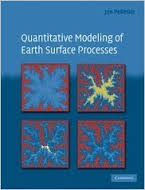 Jon Pelletier
Quantitative Modeling of
Earth Surface Processes